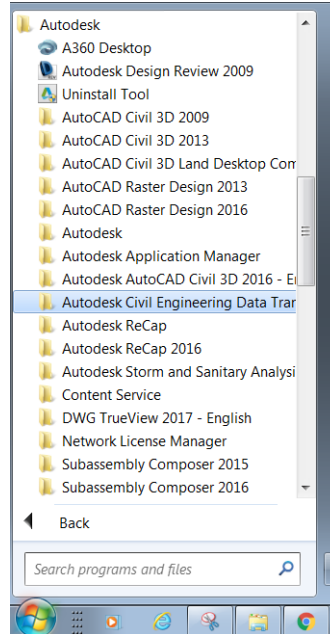 Autodesk
A360 Desktop
Autodesk Design Review 2009
Uninstall Tool
AutoCAD Civil 3D 2009
AutoCAD Civil 3D 2013
AutoCAD Civil 3D Land Desktop Com
AutoCAD Raster Design 2013
AutoCAD Raster Design 2016
Autodesk
Autodesk Application Manager
Autodesk AutoCAD Civil 3D 2016 - En
Autodesk Civil Engineering Data Tran
Autodesk ReCap
Autodesk ReCap 2016
Autodesk Storm and Sanitary Analysi
Content Service
DWG TrueView 2017 - English
Network License Manager
Subassembly Composer 2015
Subassembly Composer 2016
Back
Search programs and files